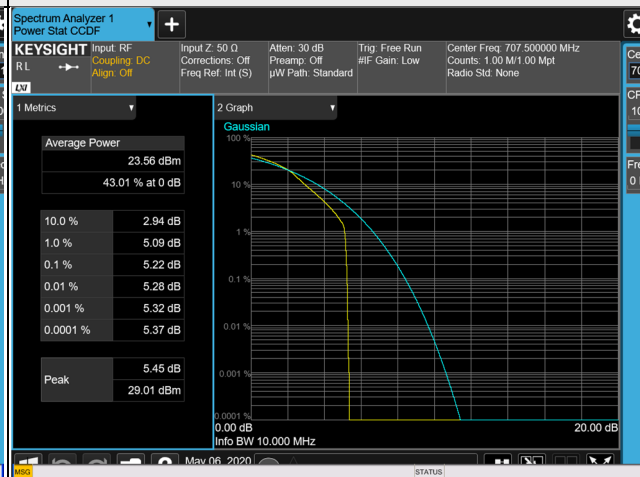 Spectrum Analyzer 1
Power Stat CCDF
KEYSIGHT
R L
LXI
Input: RF
Coupling: DC
Align: Off
Input Z: 50 Ω
Corrections: Off
Freq Ref: Int (S)
Atten: 30 dB
Preamp: Off
µW Path: Standard
Trig: Free Run
#IF Gain: Low
Center Freq: 707.500000 MHz
Counts: 1.00 M/1.00 Mpt
Radio Std: None
1 Metrics
Average Power
23.56 dBm
43.01 % at 0 dB
10.0 % 2.94 dB
1.0 % 5.09 dB
0.1 % 5.22 dB
0.01 % 5.28 dB
0.001 % 5.32 dB
0.0001 % 5.37 dB
Peak
5.45 dB
29.01 dBm
2 Graph
Gaussian
100 %
10 %
1 %
0.1 %
0.01 %
0.001 %
0.0001 %
0.00 dB 20.00 dB
Info BW 10.000 MHz
May 06, 2020
MSG STATUS